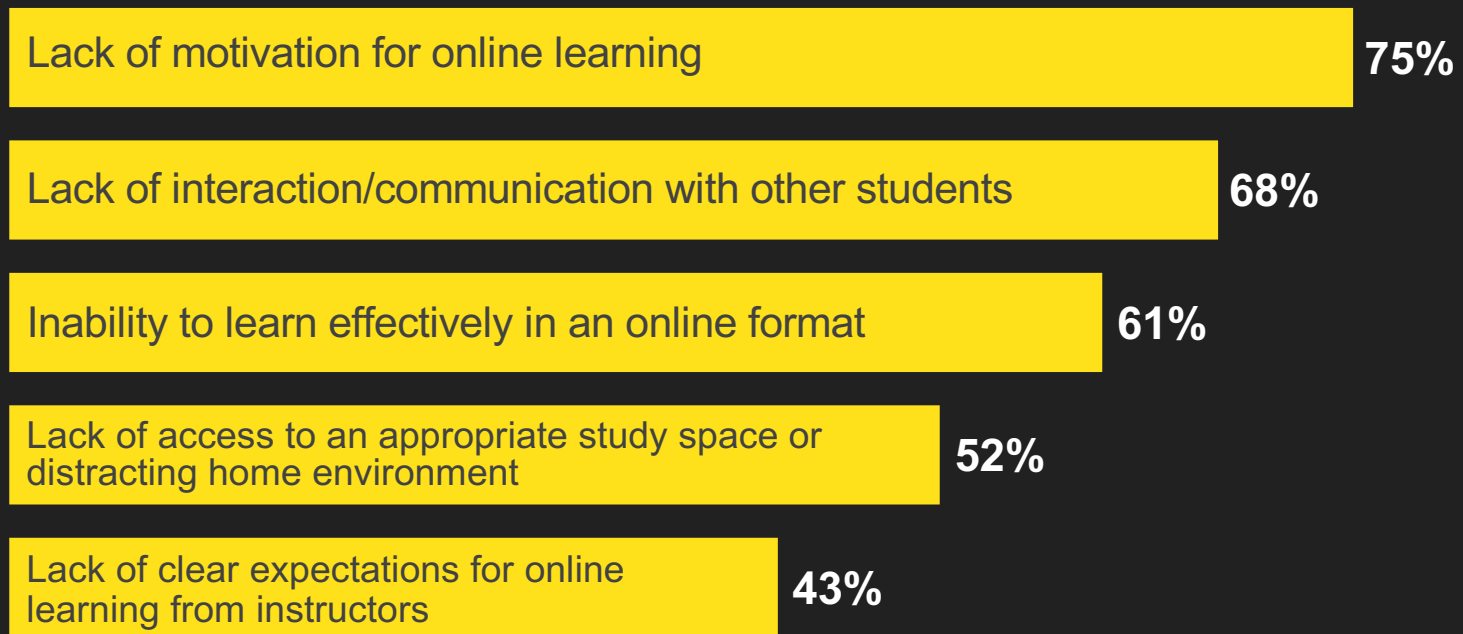 Lack of motivation for online learning
75%
Lack of interaction/communication with other students
68%
Inability to learn effectively in an online format
61%
Lack of access to an appropriate study space or
distracting home environment
52%
Lack of clear expectations for online
learning from instructors
43%